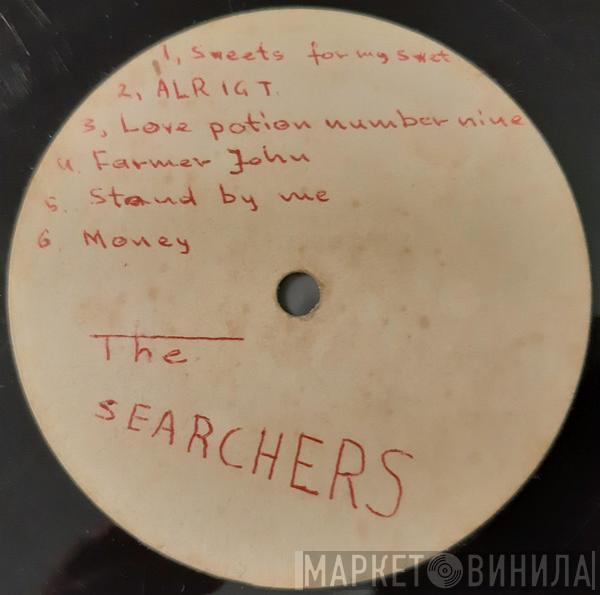 1, Sweets for my Swet
2, ALRIGT.
3, Love potion number nine
4. Farmer John
5. Stand by me
6 Money
The
SEARCHERS
МАРКЕТ ВИНИЛА